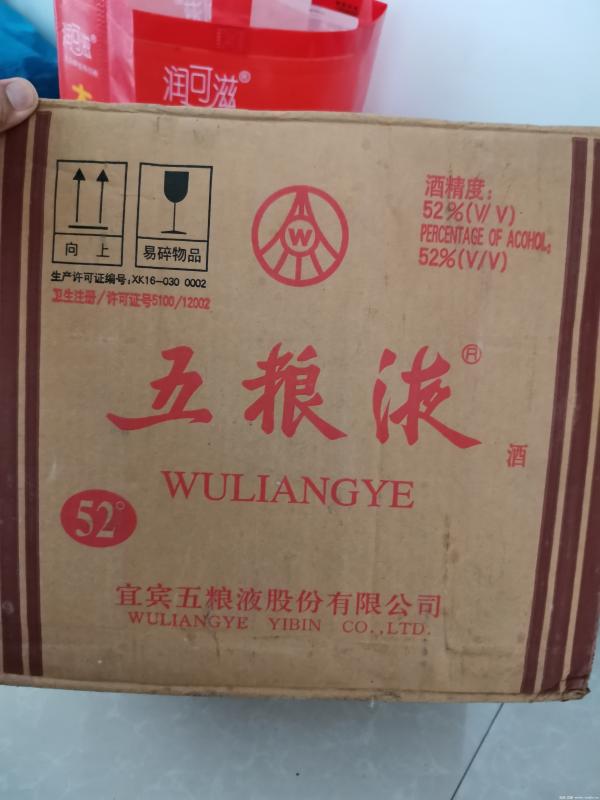 润可滋®
润可滋®
向 上
易碎物品
生产许可证编号:XK16-030 0002
卫生注册/许可证号5100/12002
W
酒精度:
52%(V/V)
PERCENTAGE OF ACOHOL:
52%(V/V)
五粮液®
酒
WULIANGYE
52°
宜宾五粮液股份有限公司
WULIANGYE YIBIN CO.,LTD.